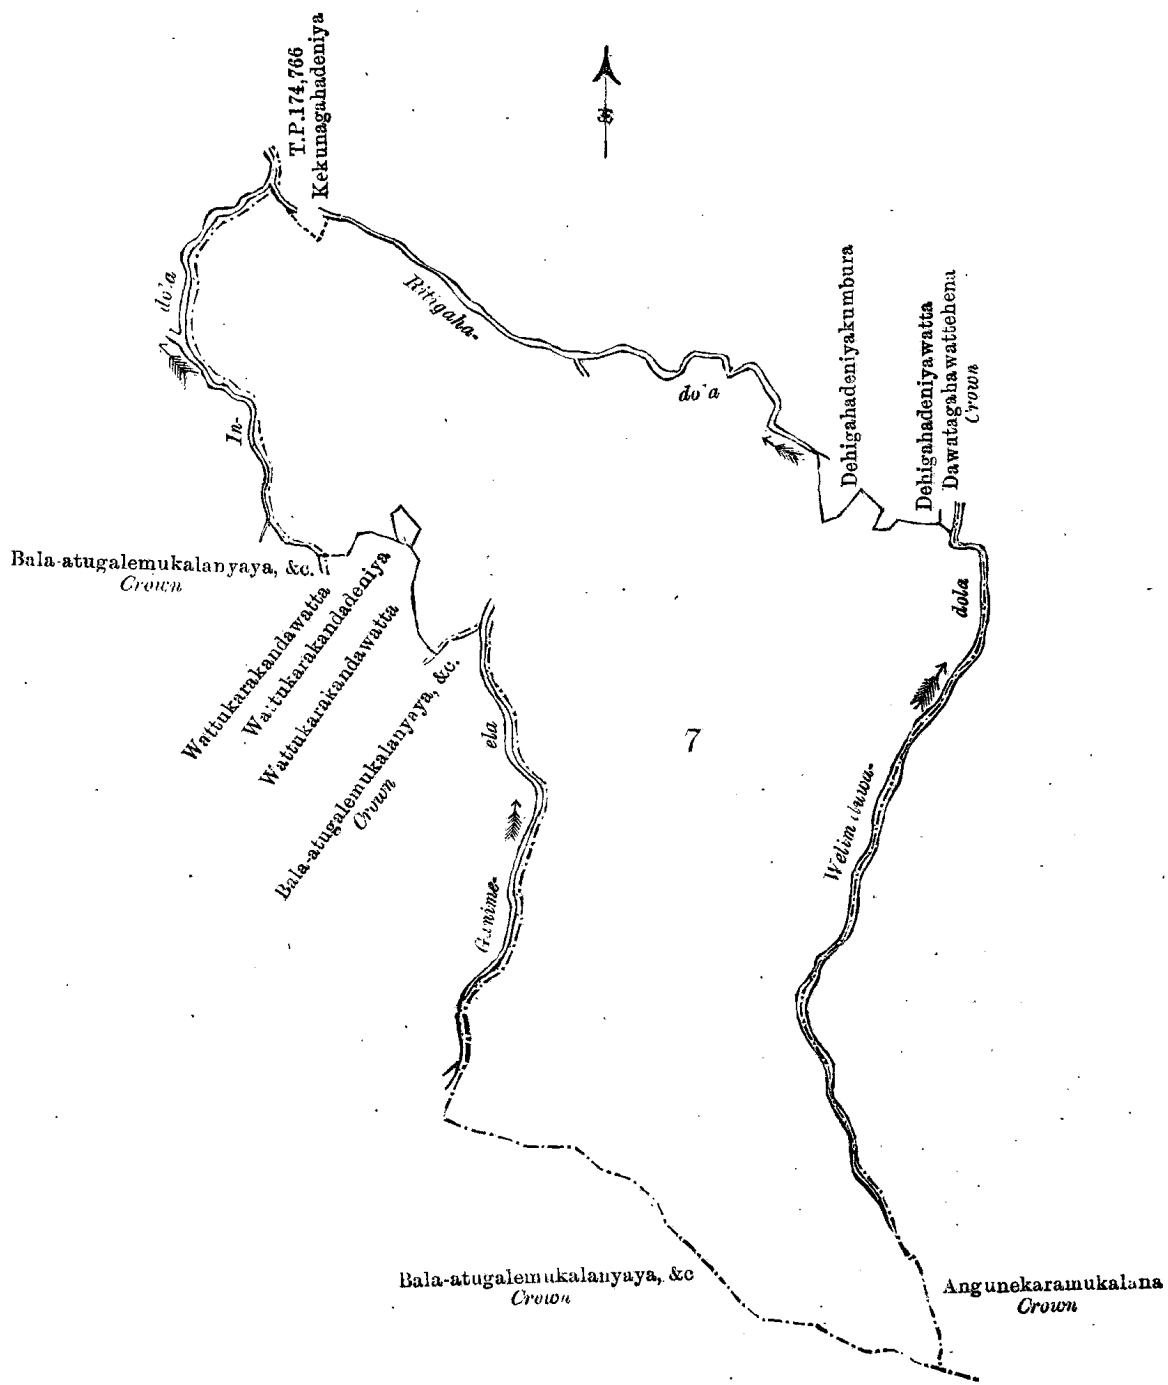 T.P.174,766
Kekunagahadeniya
do'a
Ritigaha-
do'a
Dehigahadeniyakumbura
Dehigahadeniyawatta
Dawatagahawattehena
Crown
In-
Bala-atugalemukalanyaya, &c.
Crown
Wattukarakandawatta
Wattukarakandadeniya
Wattukarakandawatta
Bala-atugalemukalanyaya, &c.
Crown
ela
Ganime-
7
dola
Bala-atugalemukalanyaya, &c
Crown
Angunekaramukalana
Crown